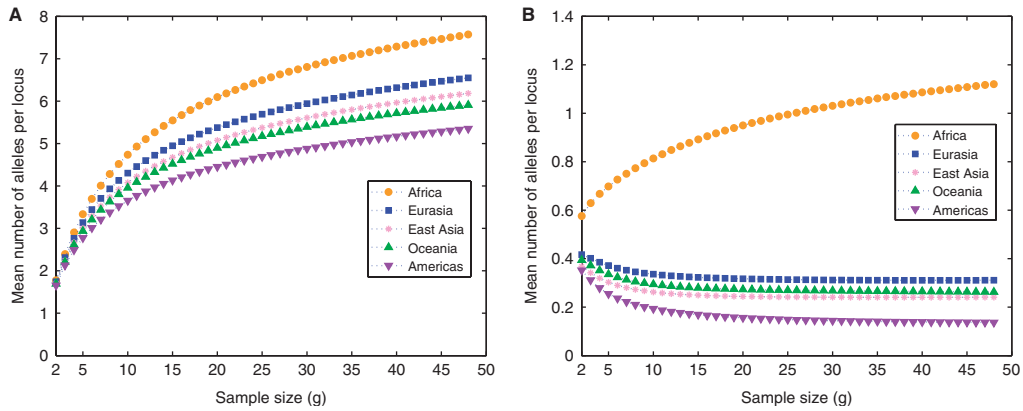 A
Mean number of alleles per locus
8
7
6
5
4
3
2
1
0
2 5 10 15 20 25 30 35 40 45 50
Sample size (g)
Africa
Eurasia
East Asia
Oceania
Americas
B
Mean number of alleles per locus
1.4
1.2
1
0.8
0.6
0.4
0.2
0
2 5 10 15 20 25 30 35 40 45 50
Sample size (g)
Africa
Eurasia
East Asia
Oceania
Americas